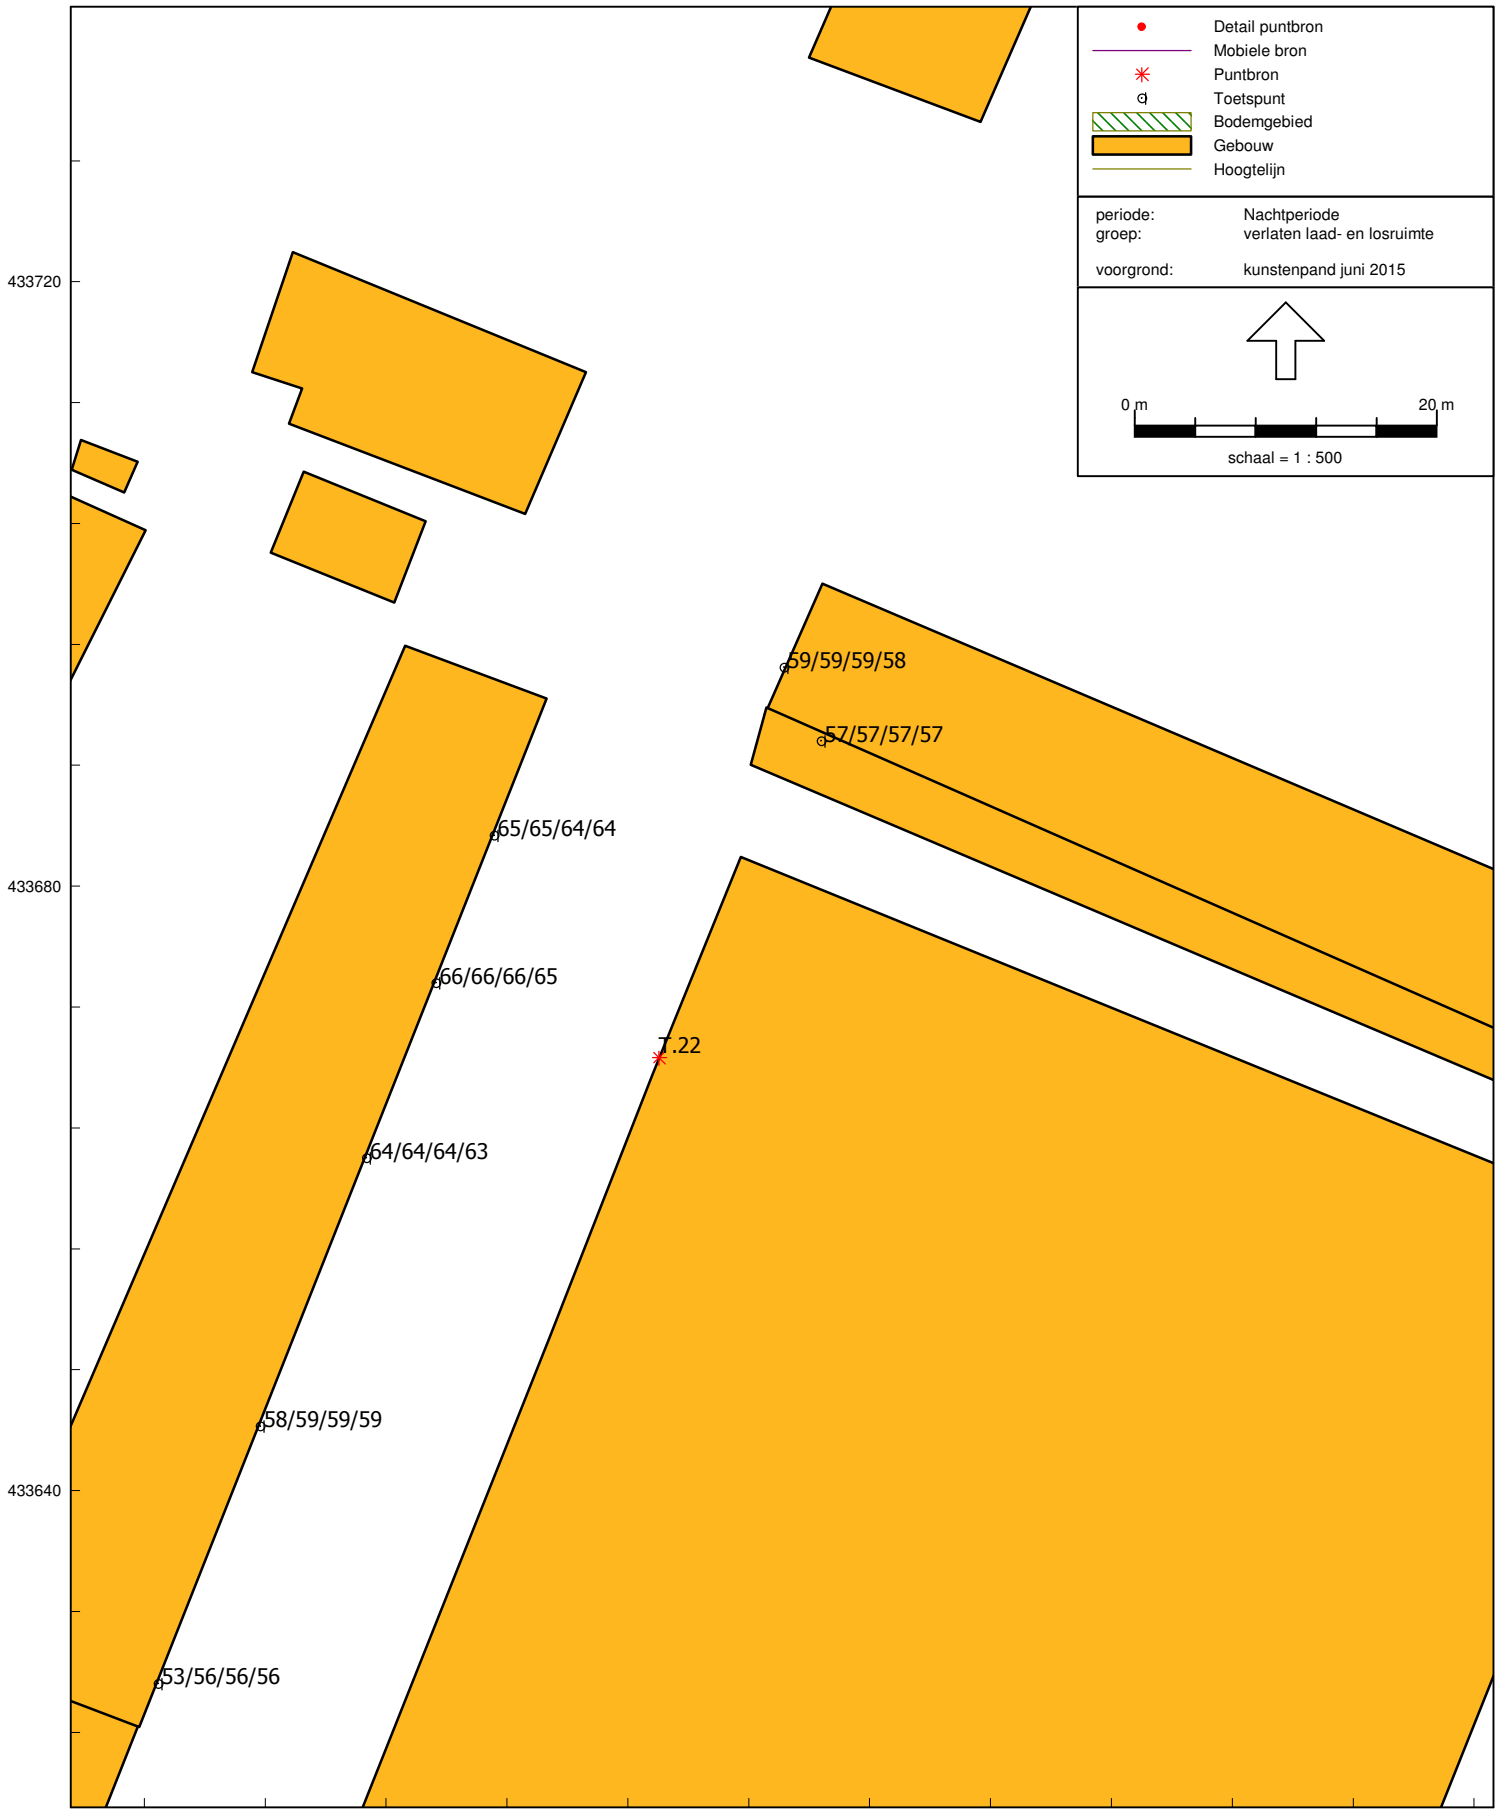 Detail puntbron
Mobiele bron
Puntbron
Toetspunt
Bodemgebied
Gebouw
Hoogtelijn
periode: Nachtperiode
groep: verlaten laad- en losruimte
voorgrond: kunstenpand juni 2015
0 m 20 m
schaal = 1 : 500
433720
59/59/59/58
57/57/57/57
65/65/64/64
433680
66/66/66/65
T.22
64/64/64/63
58/59/59/59
433640
53/56/56/56